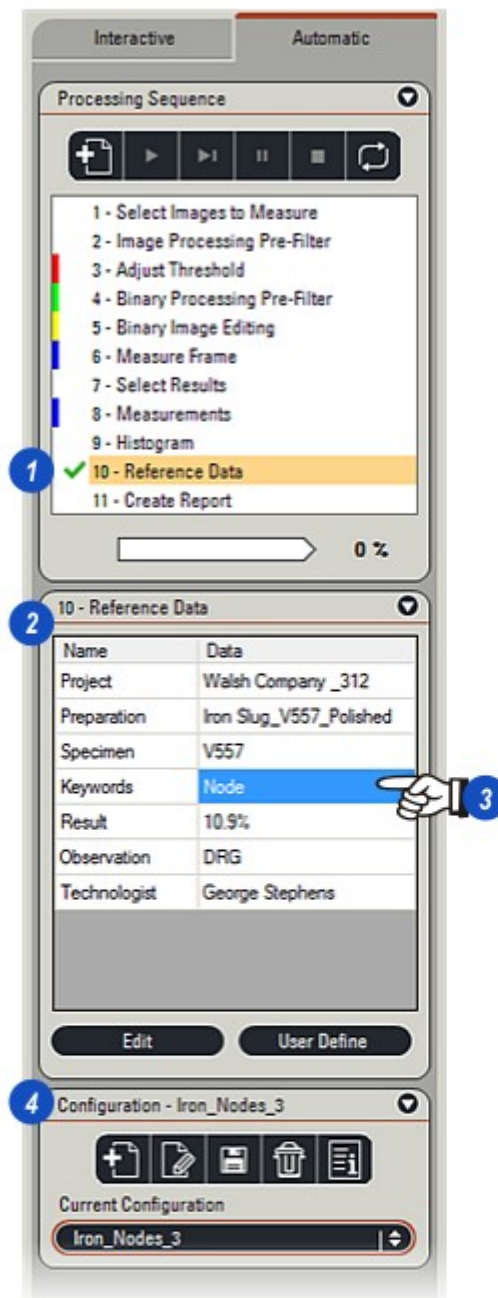 Interactive Automatic
Processing Sequence
1 - Select Images to Measure
2 - Image Processing Pre-Filter
3 - Adjust Threshold
4 - Binary Processing Pre-Filter
5 - Binary Image Editing
6 - Measure Frame
7 - Select Results
8 - Measurements
9 - Histogram
1 10 - Reference Data
11 - Create Report
0 %
2 10 - Reference Data
Name Data
Project Walsh Company _312
Preparation Iron Slug_V557_Polished
Specimen V557
Keywords Node 3
Result 10.9%
Observation DRG
Technologist George Stephens
Edit User Define
4 Configuration - Iron_Nodes_3
Current Configuration
Iron_Nodes_3